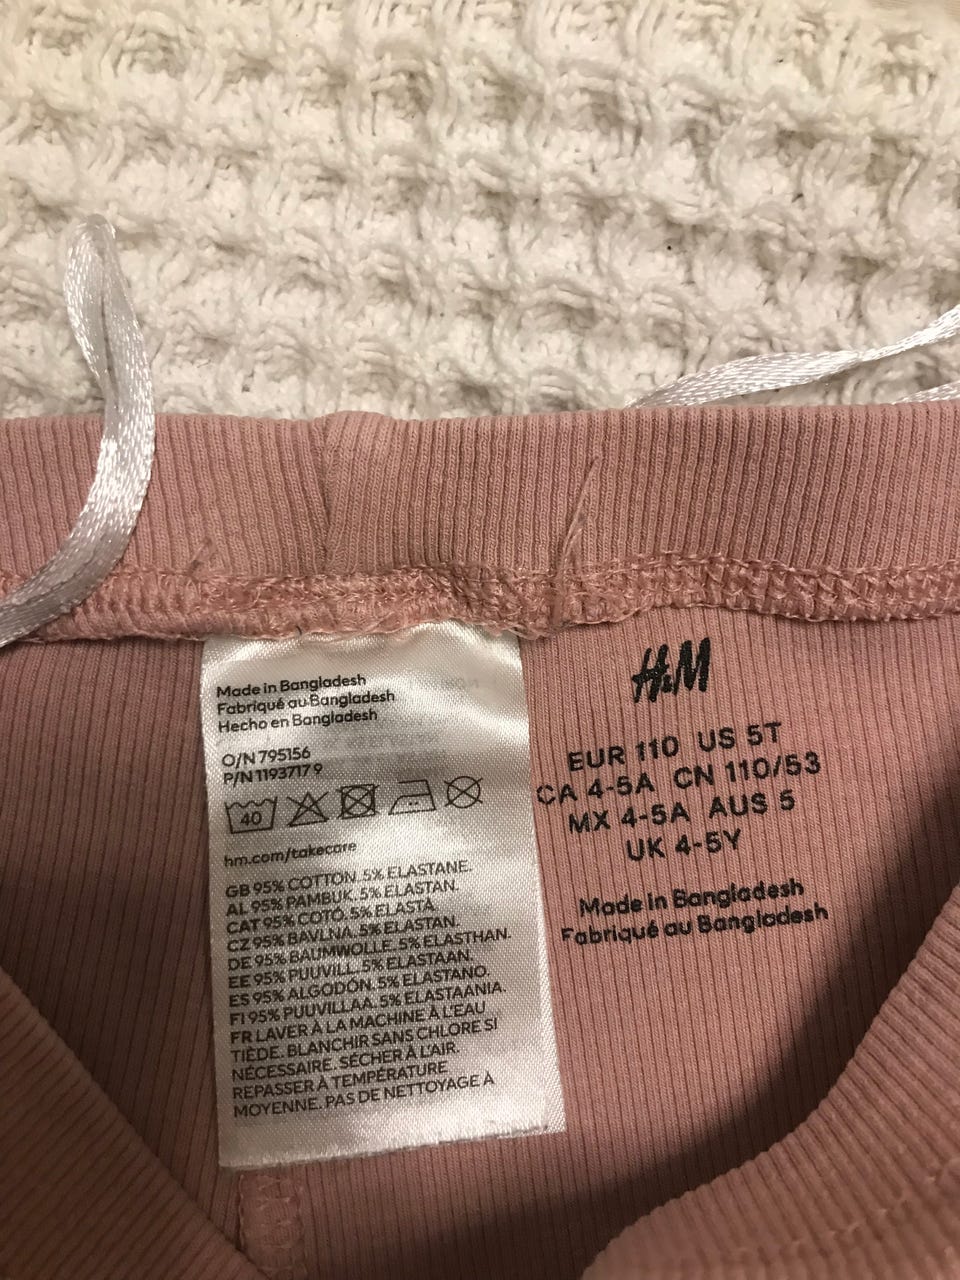 Made in Bangladesh
Fabriqué au Bangladesh
Hecho en Bangladesh
O/N 795156
P/N 1193717 9
40
hm.com/takecare
GB 95% COTTON. 5% ELASTANE.
AL 95% PAMBUK. 5% ELASTAN.
CAT 95% COTÓ. 5% ELASTÀ.
CZ 95% BAVLNA. 5% ELASTAN.
DE 95% BAUMWOLLE. 5% ELASTHAN.
EE 95% PUUVILL. 5% ELASTAAN.
ES 95% ALGODÓN. 5% ELASTANO.
FI 95% PUUVILLAA. 5% ELASTAANIA.
FR LAVER À LA MACHINE À L'EAU
TIÈDE. BLANCHIR SANS CHLORE SI
NÉCESSAIRE. SÉCHER À L'AIR.
REPASSER À TEMPÉRATURE
MOYENNE. PAS DE NETTOYAGE À
H&M
EUR 110 US 5T
CA 4-5A CN 110/53
MX 4-5A AUS 5
UK 4-5Y
Made in Bangladesh
Fabriqué au Bangladesh